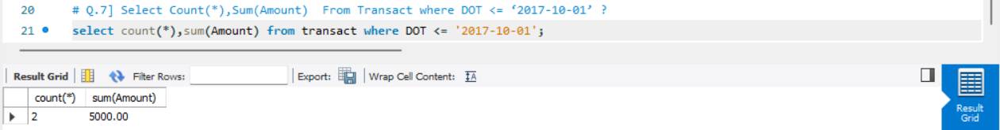 20 # Q.7] Select Count(*),Sum(Amount)  From Transact where DOT <= ‘2017-10-01’ ?
21 select count(*),sum(Amount) from transact where DOT <= '2017-10-01';
Result Grid Filter Rows: Export: Wrap Cell Content: IA
count(*) sum(Amount)
2 5000.00
Result
Grid